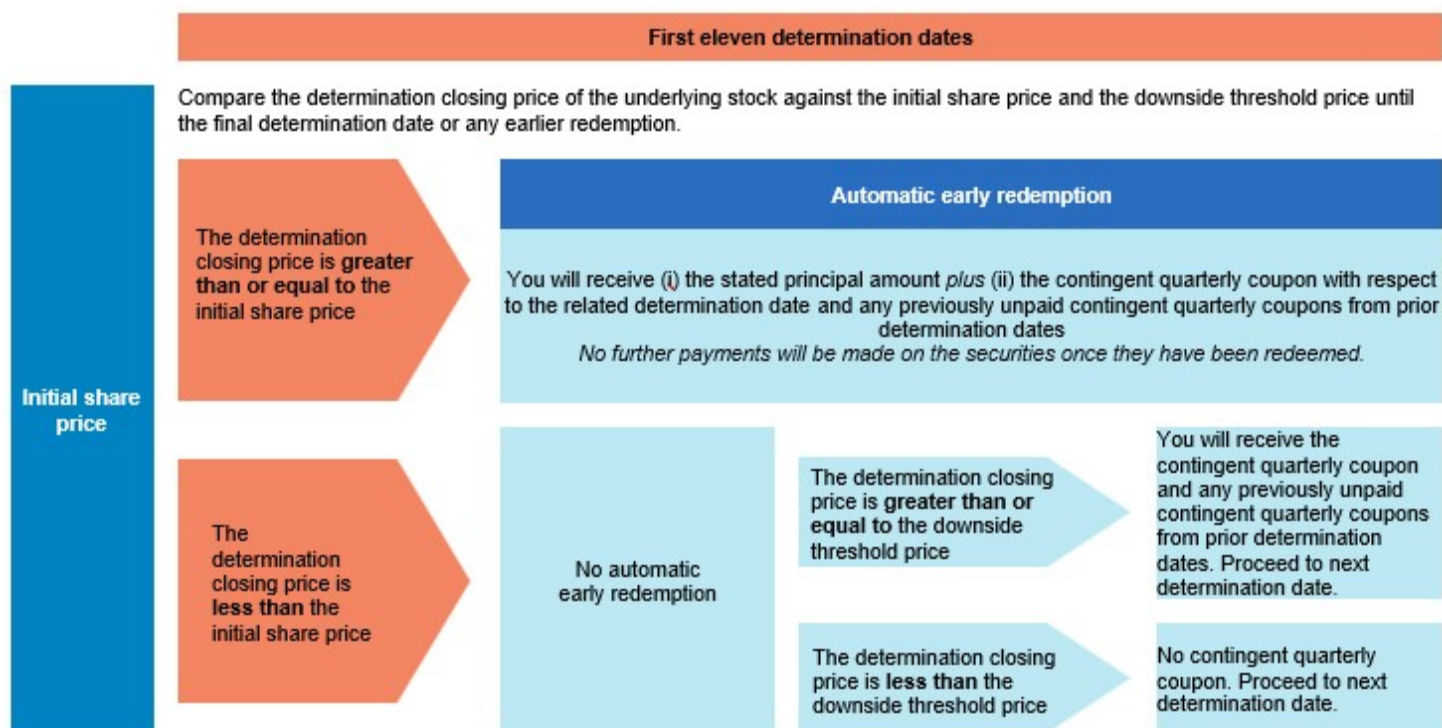 First eleven determination dates
Compare the determination closing price of the underlying stock against the initial share price and the downside threshold price until
the final determination date or any earlier redemption.
Initial share
price
The determination
closing price is greater
than or equal to the
initial share price
Automatic early redemption
You will receive (i) the stated principal amount plus (ii) the contingent quarterly coupon with respect
to the related determination date and any previously unpaid contingent quarterly coupons from prior
determination dates
No further payments will be made on the securities once they have been redeemed.
The
determination
closing price is
less than the
initial share price
No automatic
early redemption
The determination closing
price is greater than or
equal to the downside
threshold price
You will receive the
contingent quarterly coupon
and any previously unpaid
contingent quarterly coupons
from prior determination
dates. Proceed to next
determination date.
The determination closing
price is less than the
downside threshold price
No contingent quarterly
coupon. Proceed to next
determination date.